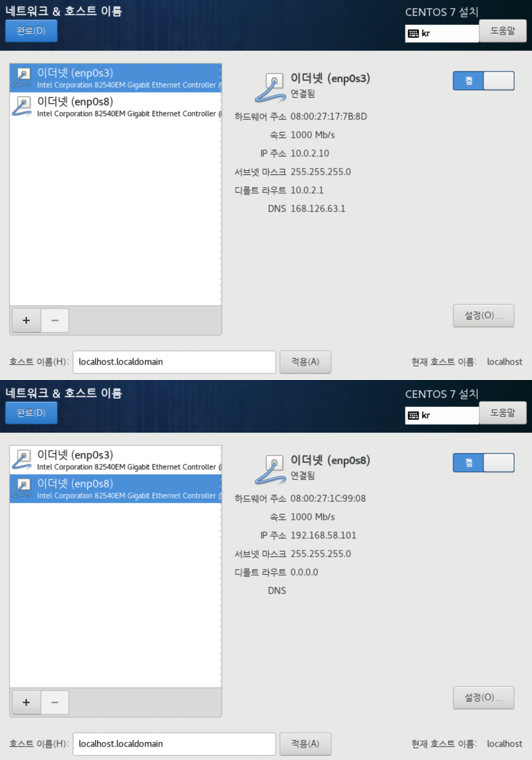 네트워크 & 호스트 이름
CENTOS 7 설치
완료(D)
kr
도움말
이더넷 (enp0s3)
Intel Corporation 82540EM Gigabit Ethernet Controller (
이더넷 (enp0s8)
Intel Corporation 82540EM Gigabit Ethernet Controller (
이더넷 (enp0s3)
연결됨
켬
하드웨어 주소 08:00:27:17:7B:8D
속도 1000 Mb/s
IP 주소 10.0.2.10
서브넷 마스크 255.255.255.0
디폴트 라우트 10.0.2.1
DNS 168.126.63.1
+ −
설정(O)...
호스트 이름(H): localhost.localdomain 적용(A) 현재 호스트 이름: localhost
네트워크 & 호스트 이름
CENTOS 7 설치
완료(D)
kr
도움말
이더넷 (enp0s3)
Intel Corporation 82540EM Gigabit Ethernet Controller (
이더넷 (enp0s8)
Intel Corporation 82540EM Gigabit Ethernet Controller (
이더넷 (enp0s8)
연결됨
켬
하드웨어 주소 08:00:27:1C:99:08
속도 1000 Mb/s
IP 주소 192.168.58.101
서브넷 마스크 255.255.255.0
디폴트 라우트 0.0.0.0
DNS
+ −
설정(O)...
호스트 이름(H): localhost.localdomain 적용(A) 현재 호스트 이름: localhost